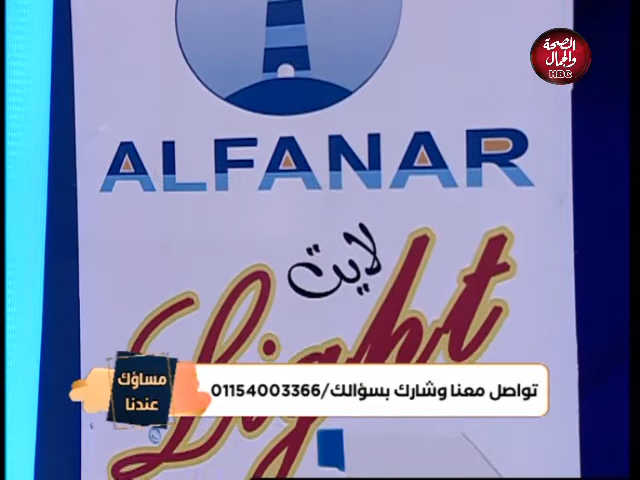 الصحة
والجمال
HBC
ALFANAR
لايت
Light
مساؤك
عندنا
تواصل معنا وشارك بسؤالك/01154003366